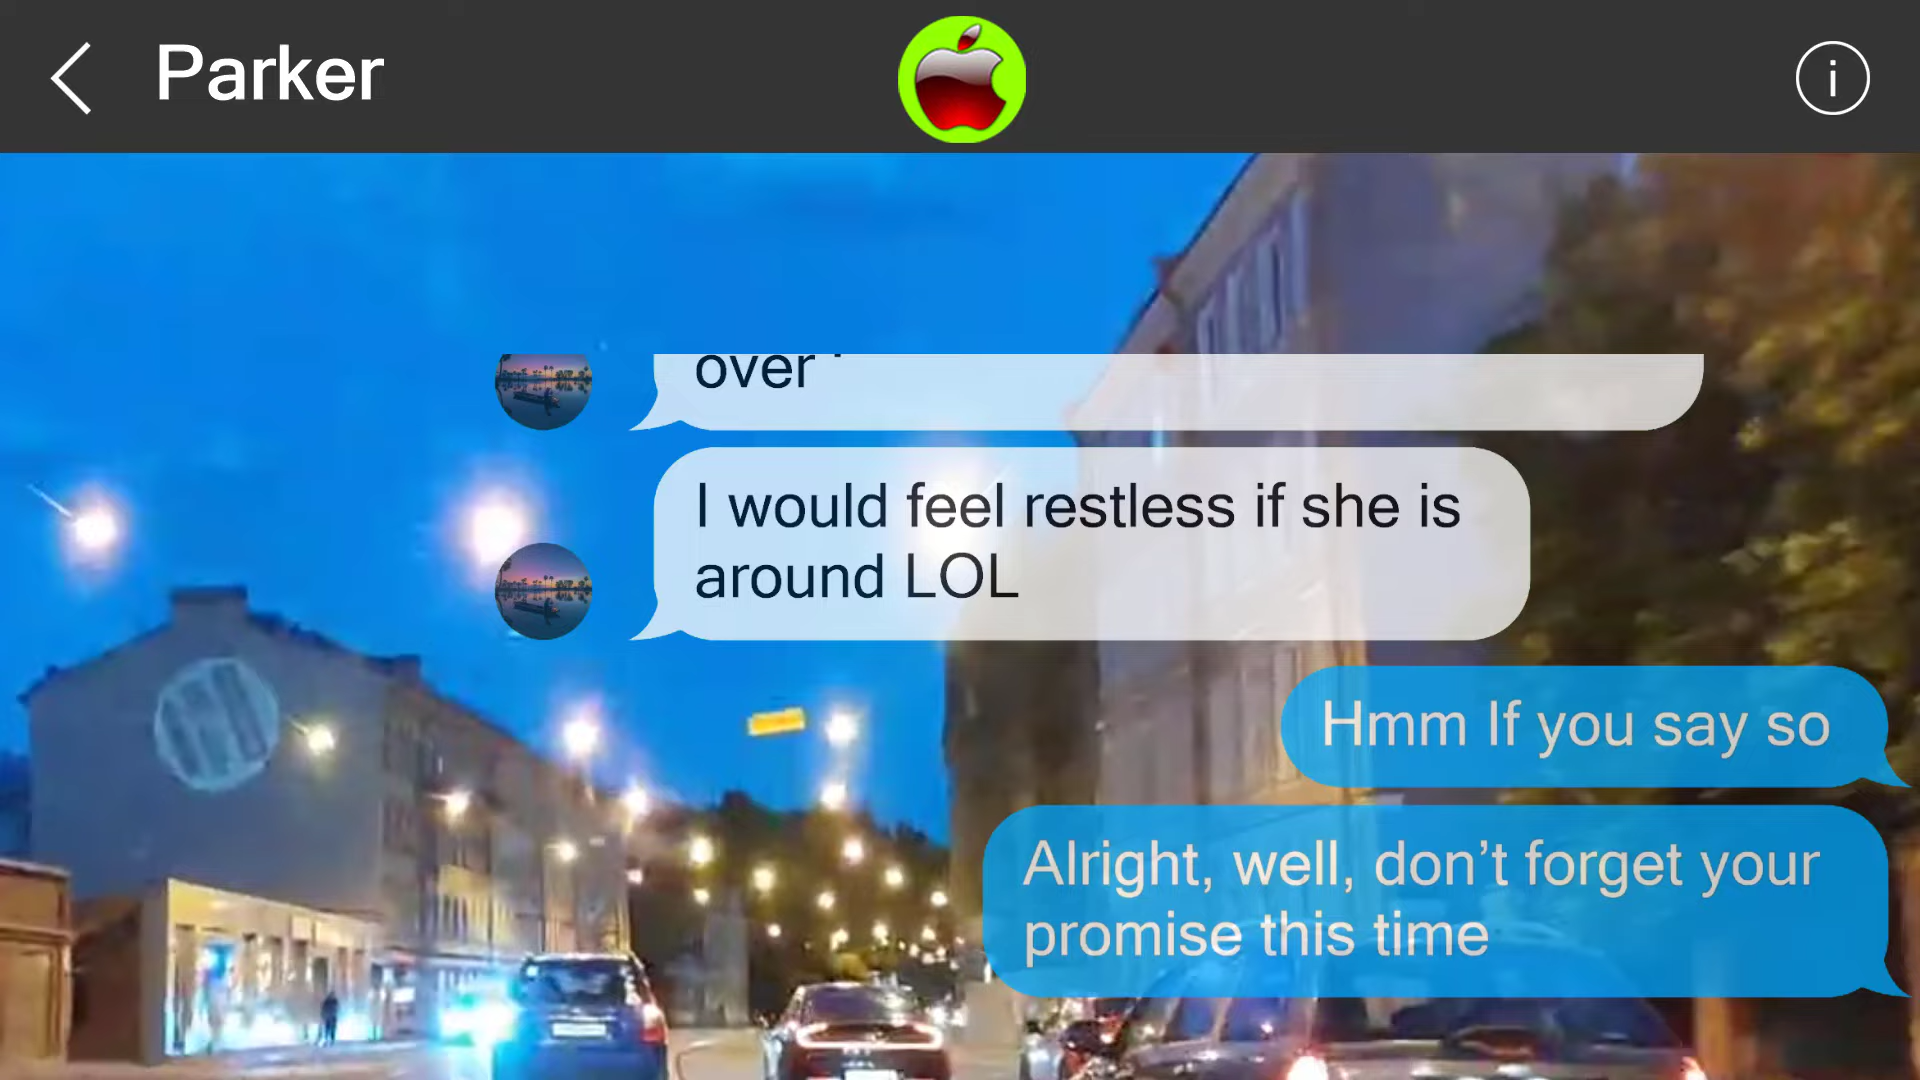 Parker
over
I would feel restless if she is
around LOL
Hmm If you say so
Alright, well, don’t forget your
promise this time